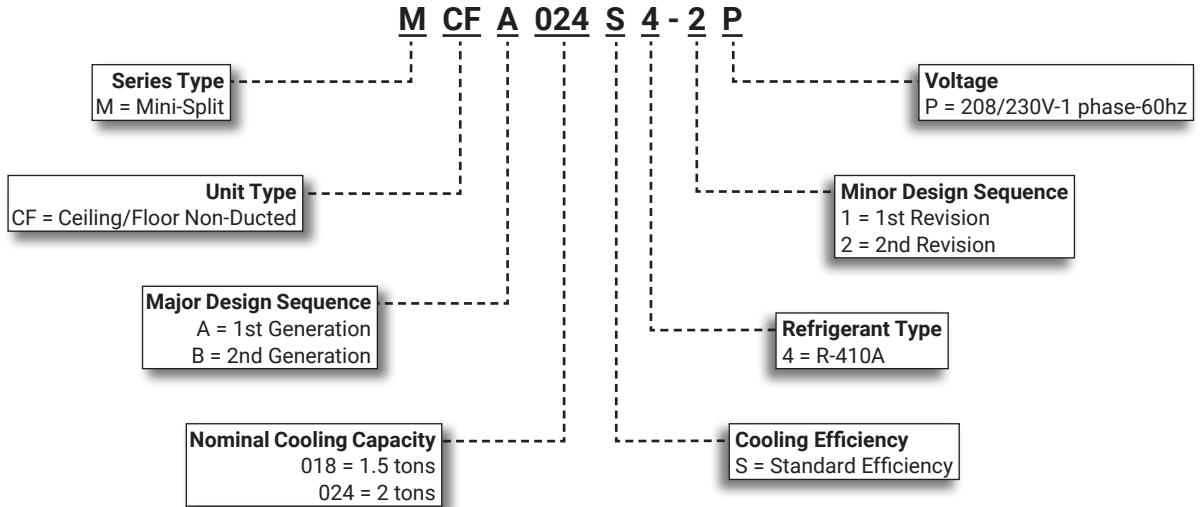 M CF A 024 S 4 - 2 P
Series Type
M = Mini-Split
Voltage
P = 208/230V-1 phase-60hz
Unit Type
CF = Ceiling/Floor Non-Ducted
Minor Design Sequence
1 = 1st Revision
2 = 2nd Revision
Major Design Sequence
A = 1st Generation
B = 2nd Generation
Refrigerant Type
4 = R-410A
Nominal Cooling Capacity
018 = 1.5 tons
024 = 2 tons
Cooling Efficiency
S = Standard Efficiency